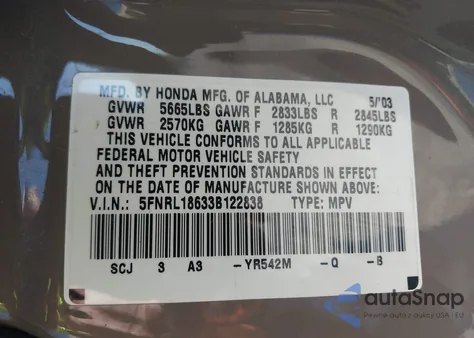 MFD. BY HONDA MFG. OF ALABAMA, LLC 5/'03
GVWR 5665LBS GAWR F 2833LBS R 2845LBS
GVWR 2570KG GAWR F 1285KG R 1290KG
THIS VEHICLE CONFORMS TO ALL APPLICABLE
FEDERAL MOTOR VEHICLE SAFETY
AND THEFT PREVENTION STANDARDS IN EFFECT
ON THE DATE OF MANUFACTURE SHOWN ABOVE.
V.I.N.: 5FNRL18633B122838 TYPE: MPV
SCJ 3 A3 -YR542M -Q -B
autoSnap